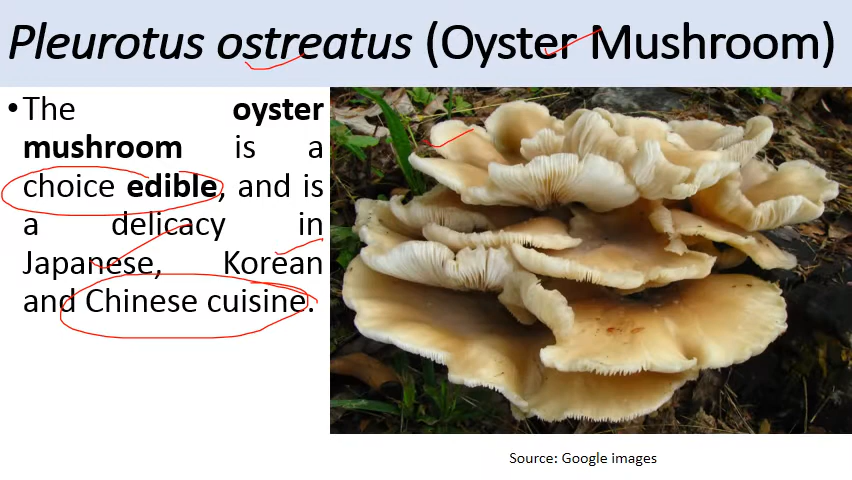 Pleurotus ostreatus (Oyster Mushroom)
•The oyster
mushroom is a
choice edible, and is
a delicacy in
Japanese, Korean
and Chinese cuisine.
Source: Google images